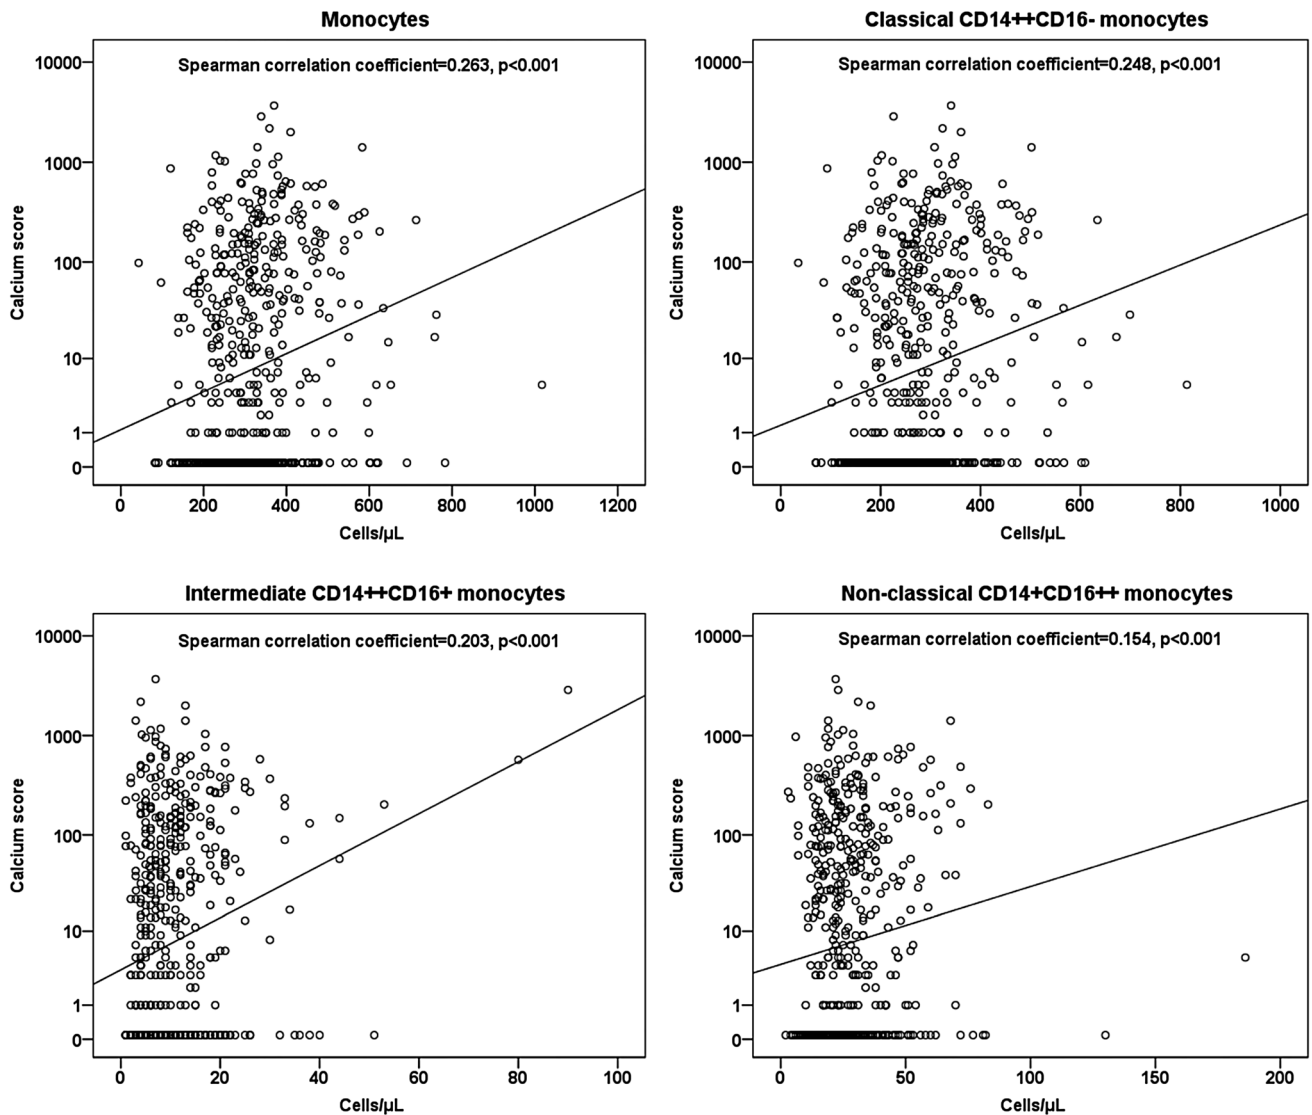 Monocytes
Spearman correlation coefficient=0.263, p<0.001
10000
1000
100
10
1
0
Calcium score
0 200 400 600 800 1000 1200
Cells/µL
Classical CD14++CD16- monocytes
Spearman correlation coefficient=0.248, p<0.001
10000
1000
100
10
1
0
Calcium score
0 200 400 600 800 1000
Cells/µL
Intermediate CD14++CD16+ monocytes
Spearman correlation coefficient=0.203, p<0.001
10000
1000
100
10
1
0
Calcium score
0 20 40 60 80 100
Cells/µL
Non-classical CD14+CD16++ monocytes
Spearman correlation coefficient=0.154, p<0.001
10000
1000
100
10
1
0
Calcium score
0 50 100 150 200
Cells/µL